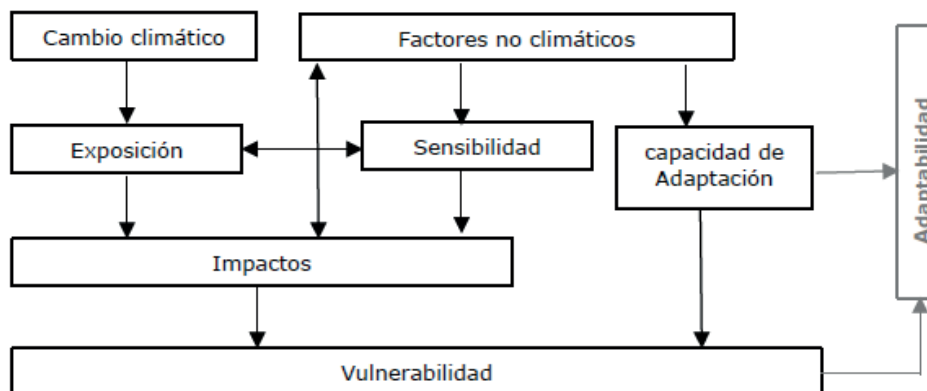 Cambio climático
Factores no climáticos
Exposición
Sensibilidad
capacidad de
Adaptación
Adaptabilidad
Impactos
Vulnerabilidad